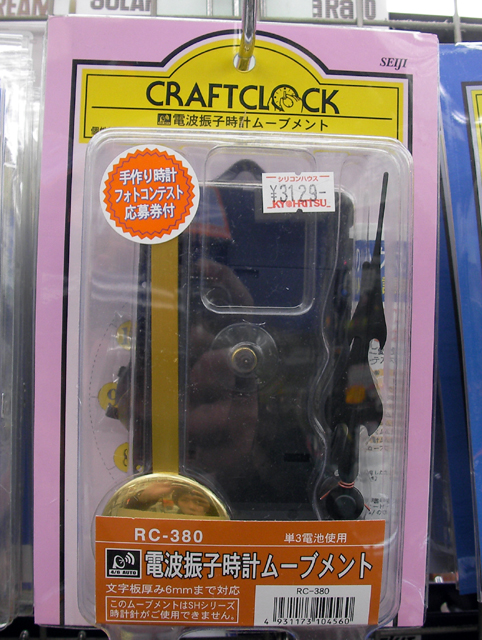 SOLAR
SEIJI
CRAFTCLOCK
電波振子時計ムーブメント
手作り時計
フォトコンテスト
応募券付
シリコンハウス
¥3129-
KYOHRITSU
RC-380
単3電池使用
電波振子時計ムーブメント
文字板厚み6mmまで対応
このムーブメントはSHシリーズ
時計針がご使用できません。
RC-380
4 931173 104560